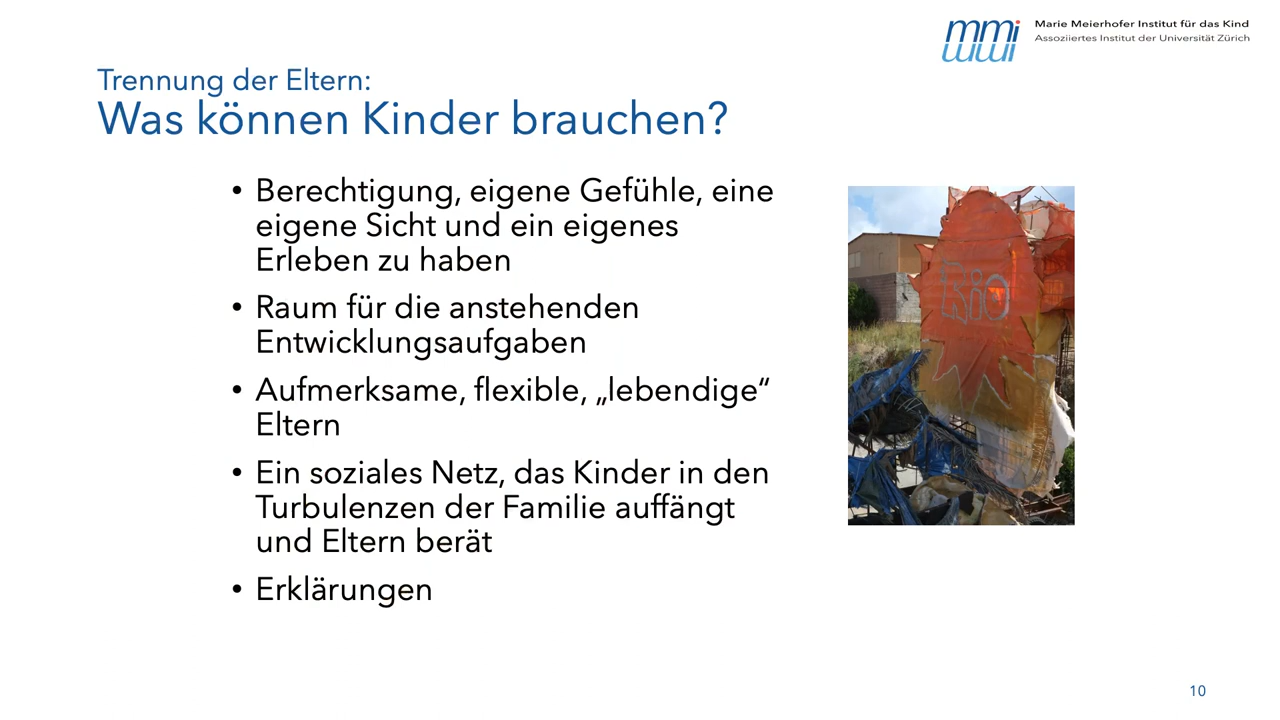 mmi
Marie Meierhofer Institut für das Kind
Assoziiertes Institut der Universität Zürich
Trennung der Eltern:
Was können Kinder brauchen?
• Berechtigung, eigene Gefühle, eine
eigene Sicht und ein eigenes
Erleben zu haben
• Raum für die anstehenden
Entwicklungsaufgaben
• Aufmerksame, flexible, „lebendige“
Eltern
• Ein soziales Netz, das Kinder in den
Turbulenzen der Familie auffängt
und Eltern berät
• Erklärungen
Rio
10